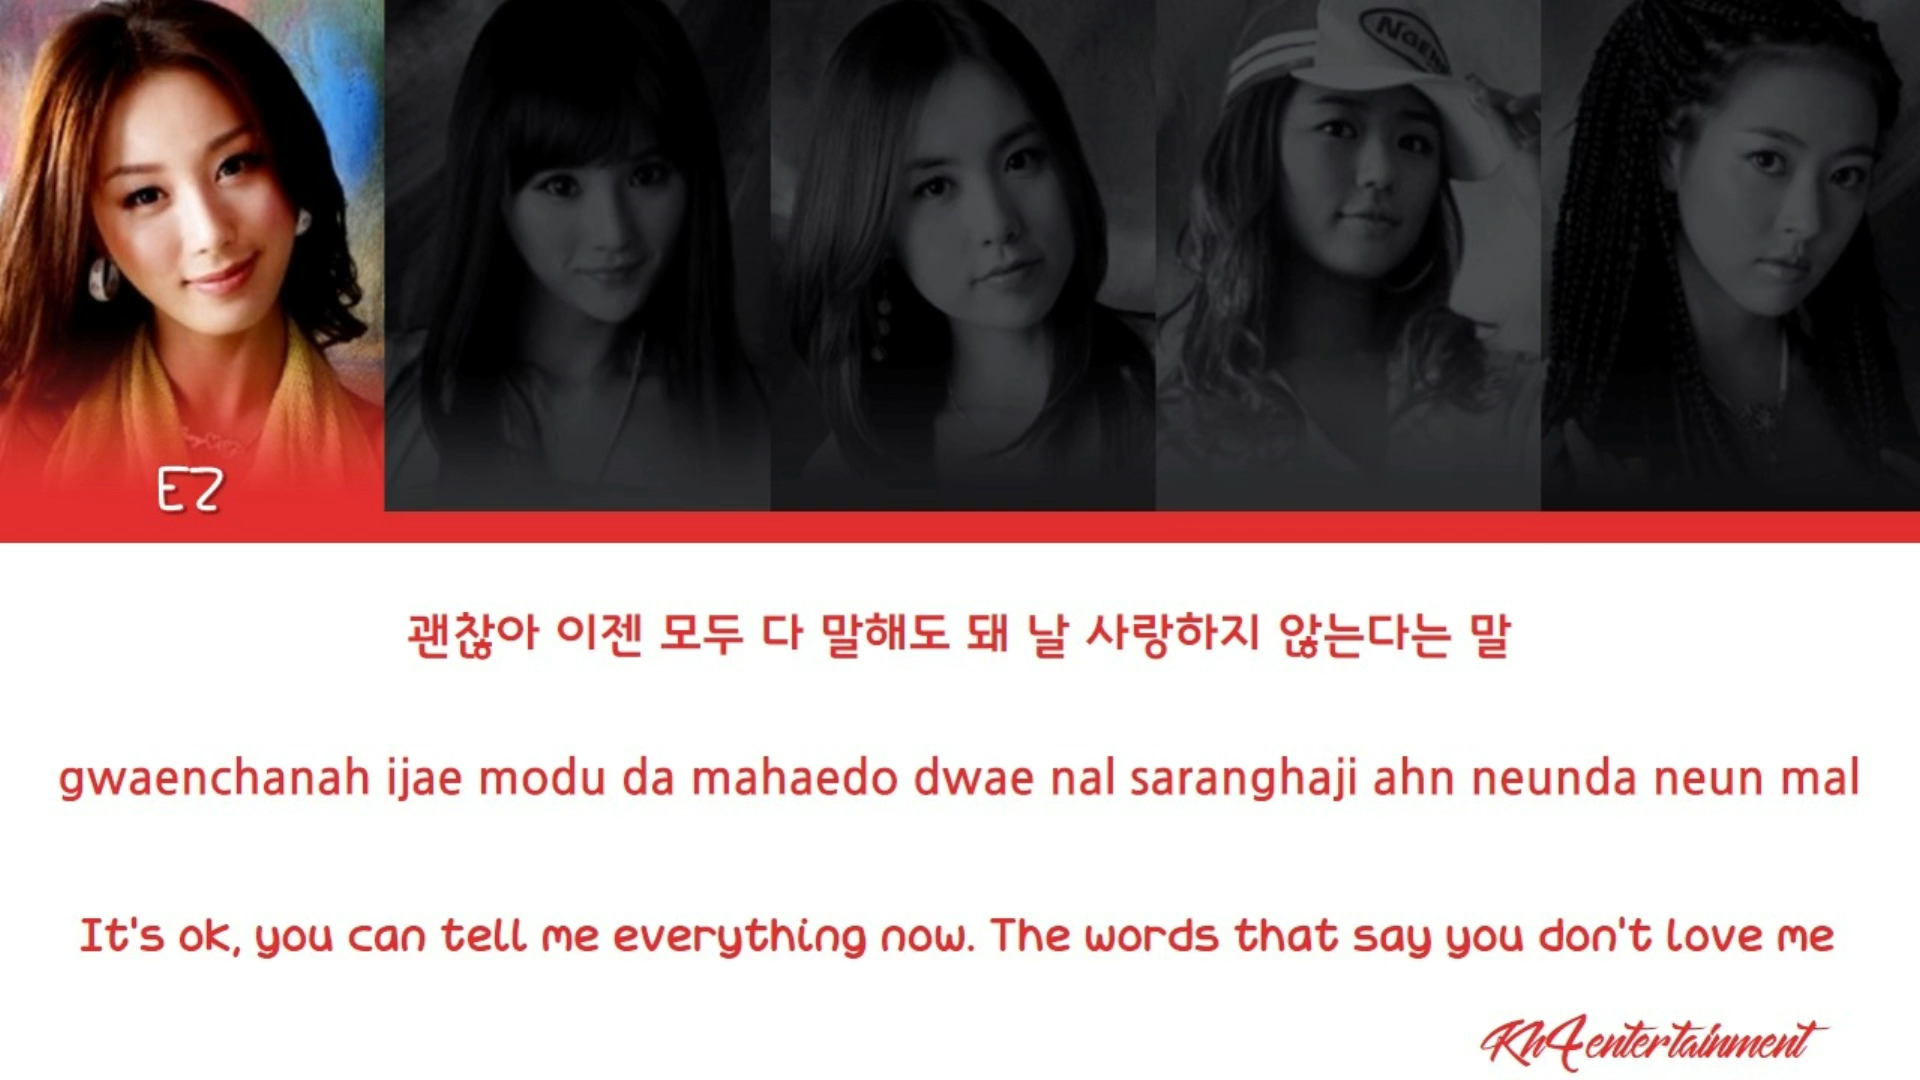 NGEN
EZ
괜찮아 이젠 모두 다 말해도 돼 날 사랑하지 않는다는 말
gwaenchanah ijae modu da mahaedo dwae nal saranghaji ahn neunda neun mal
It's ok, you can tell me everything now. The words that say you don't love me
Kh4entertainment